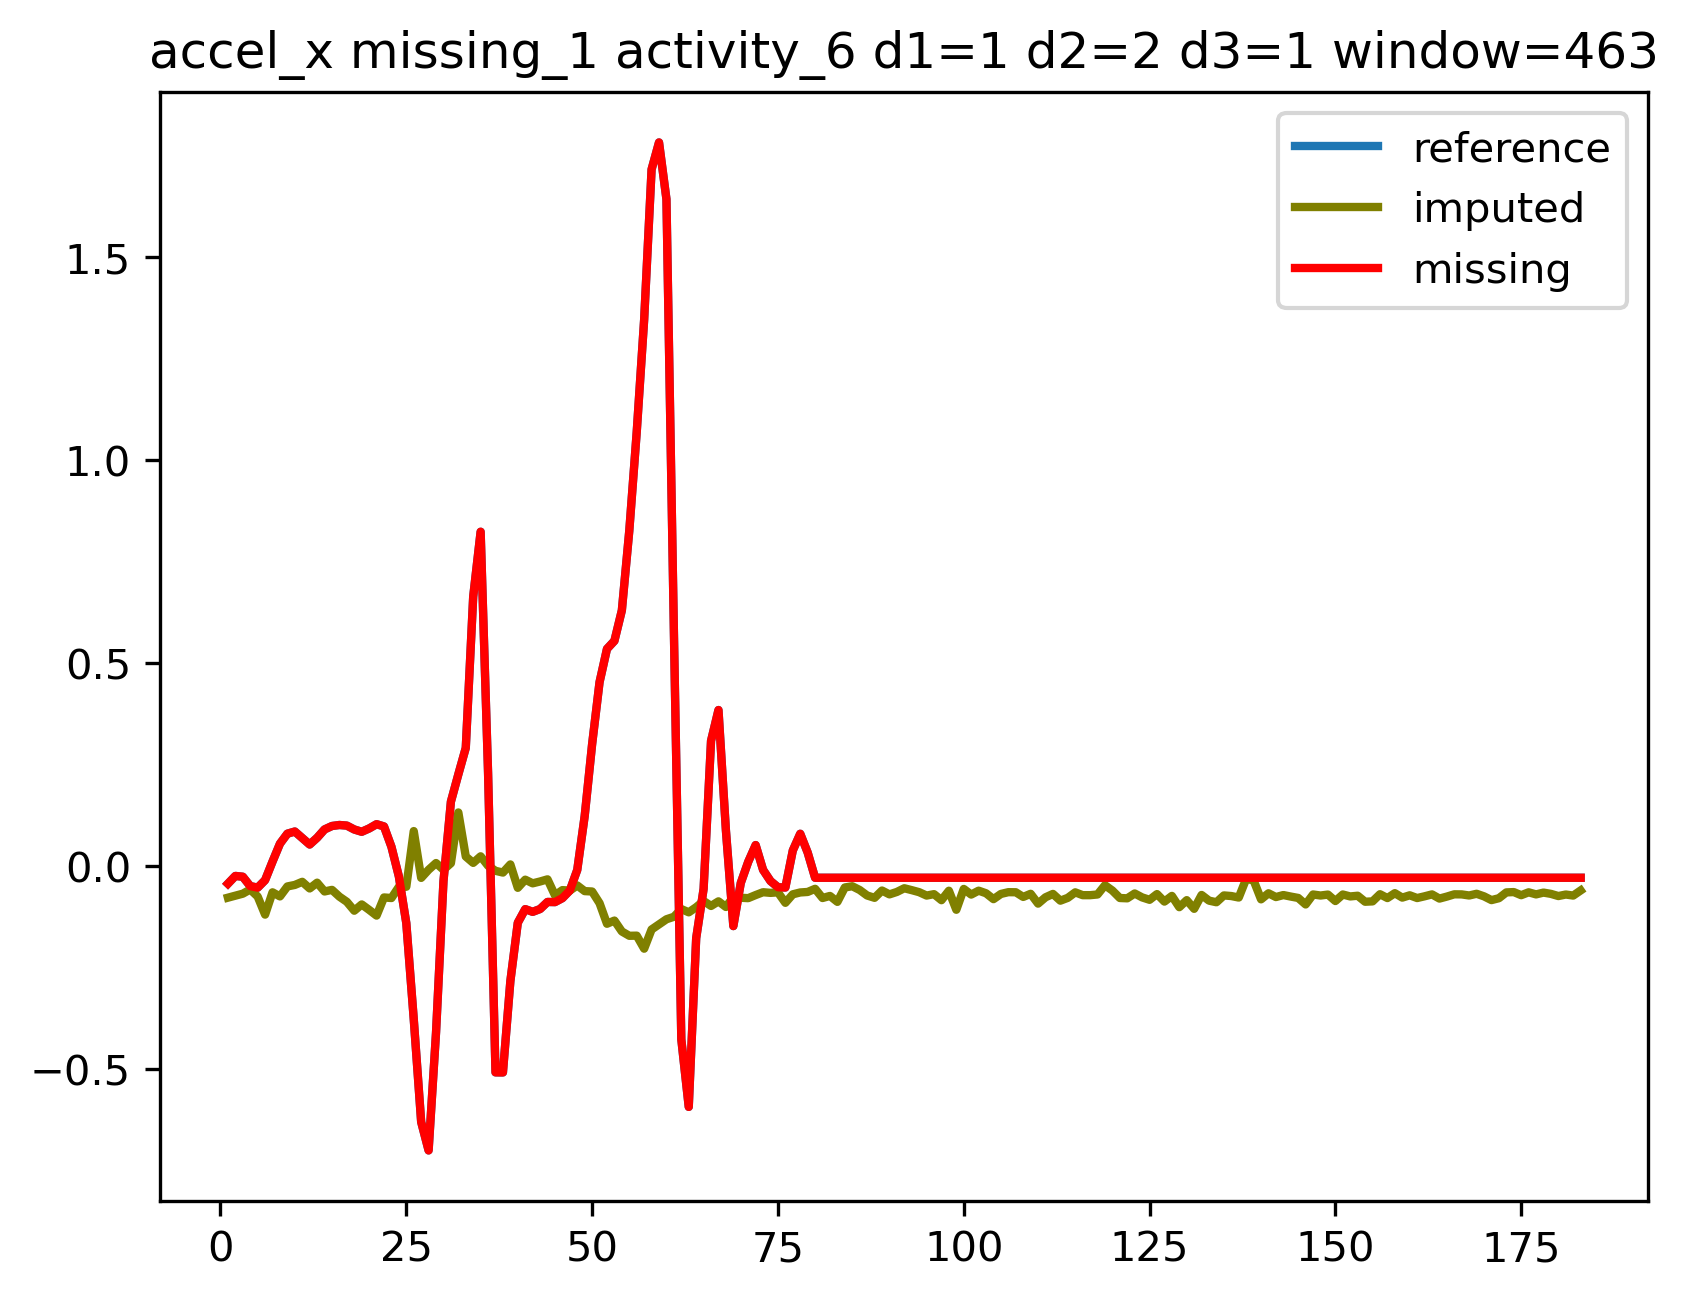 accel_x missing_1 activity_6 d1=1 d2=2 d3=1 window=463
reference
imputed
missing
1.5
1.0
0.5
0.0
−0.5
0 25 50 75 100 125 150 175